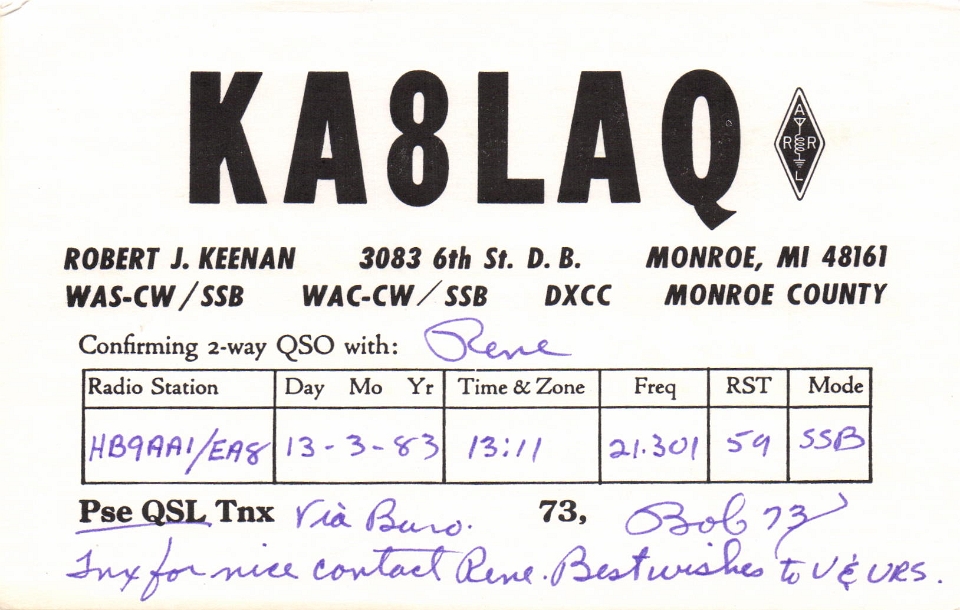 KA8LAQ
A
R R
L
ROBERT J. KEENAN 3083 6th St. D. B. MONROE, MI 48161
WAS-CW/SSB WAC-CW/SSB DXCC MONROE COUNTY
Confirming 2-way QSO with: Rene
Radio Station Day Mo Yr Time & Zone Freq RST Mode
HB9AAI/EA8 13-3-83 13:11 21.301 59 SSB
Pse QSL Tnx Via Buro. 73, Bob 73
Tnx for nice contact Rene. Best wishes to U & URS.